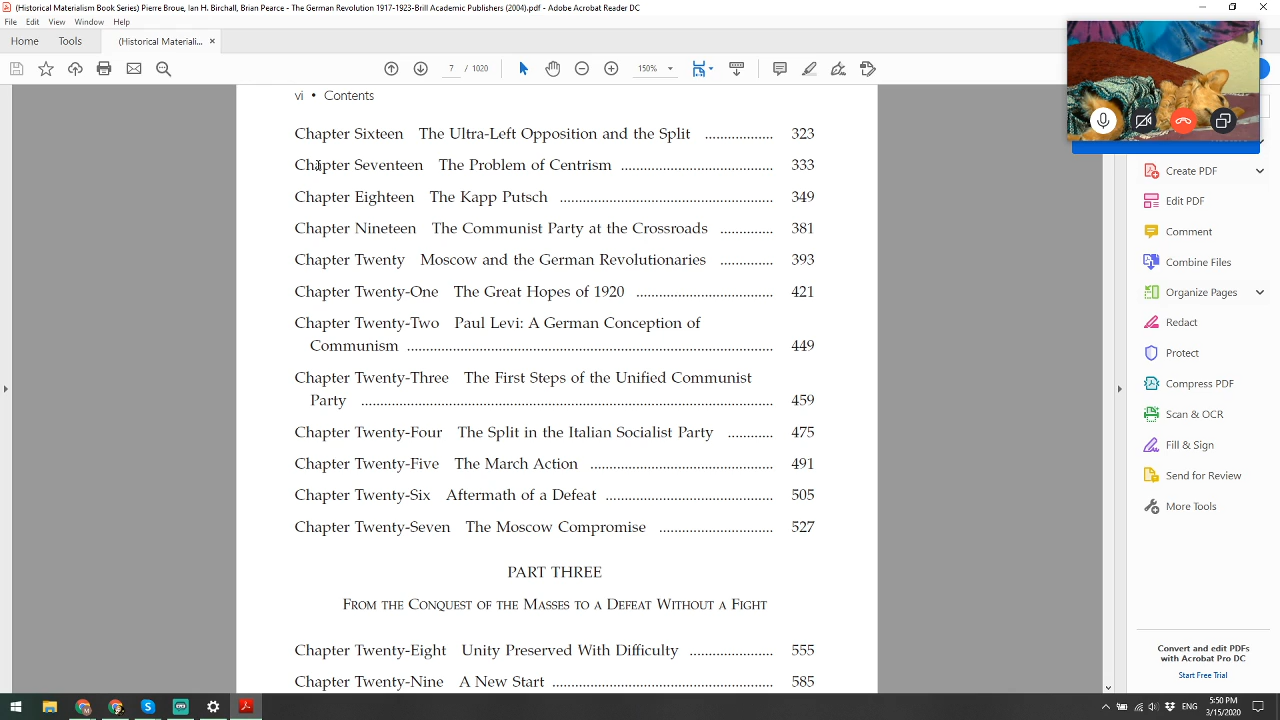 (Historical Materialism Book Series) Pierre Broue, Ian H. Birchall, Brian Pearce - The German Revolution, 1917-1923-Brill Academic Publishers (2004).pdf - Adobe Acrobat Reader DC
File Edit View Window Help
Home Tools (Historical Materiali... ×
7 / 1020 150%
vi • Contents
Chapter Sixteen The Ultra-Left Opposition and the Split .................. 323
Chapter Seventeen The Problem of Centrism ........................................ 333
Chapter Eighteen The Kapp Putsch ........................................................ 349
Chapter Nineteen The Communist Party at the Crossroads .............. 381
Chapter Twenty Moscow and the German Revolutionaries .............. 393
Chapter Twenty-One The Great Hopes of 1920 .................................... 421
Chapter Twenty-Two Paul Levi: A German Conception of
Communism .............................................................................................. 449
Chapter Twenty-Three The First Steps of the Unified Communist
Party .......................................................................................................... 459
Chapter Twenty-Four The Split in the Italian Socialist Party ............ 475
Chapter Twenty-Five The March Action ................................................ 491
Chapter Twenty-Six Aftermath of a Defeat ............................................ 505
Chapter Twenty-Seven The Moscow Compromise .............................. 527
PART THREE
From the Conquest of the Masses to a Defeat Without a Fight
Chapter Twenty-Eight Unity Preserved With Difficulty ...................... 555
Chapter Twenty-Nine A New Start ........................................................ 585
Create PDF
Edit PDF
Comment
Combine Files
Organize Pages
Redact
Protect
Compress PDF
Scan & OCR
Fill & Sign
Send for Review
More Tools
Convert and edit PDFs
with Acrobat Pro DC
Start Free Trial
ENG
5:50 PM
3/15/2020